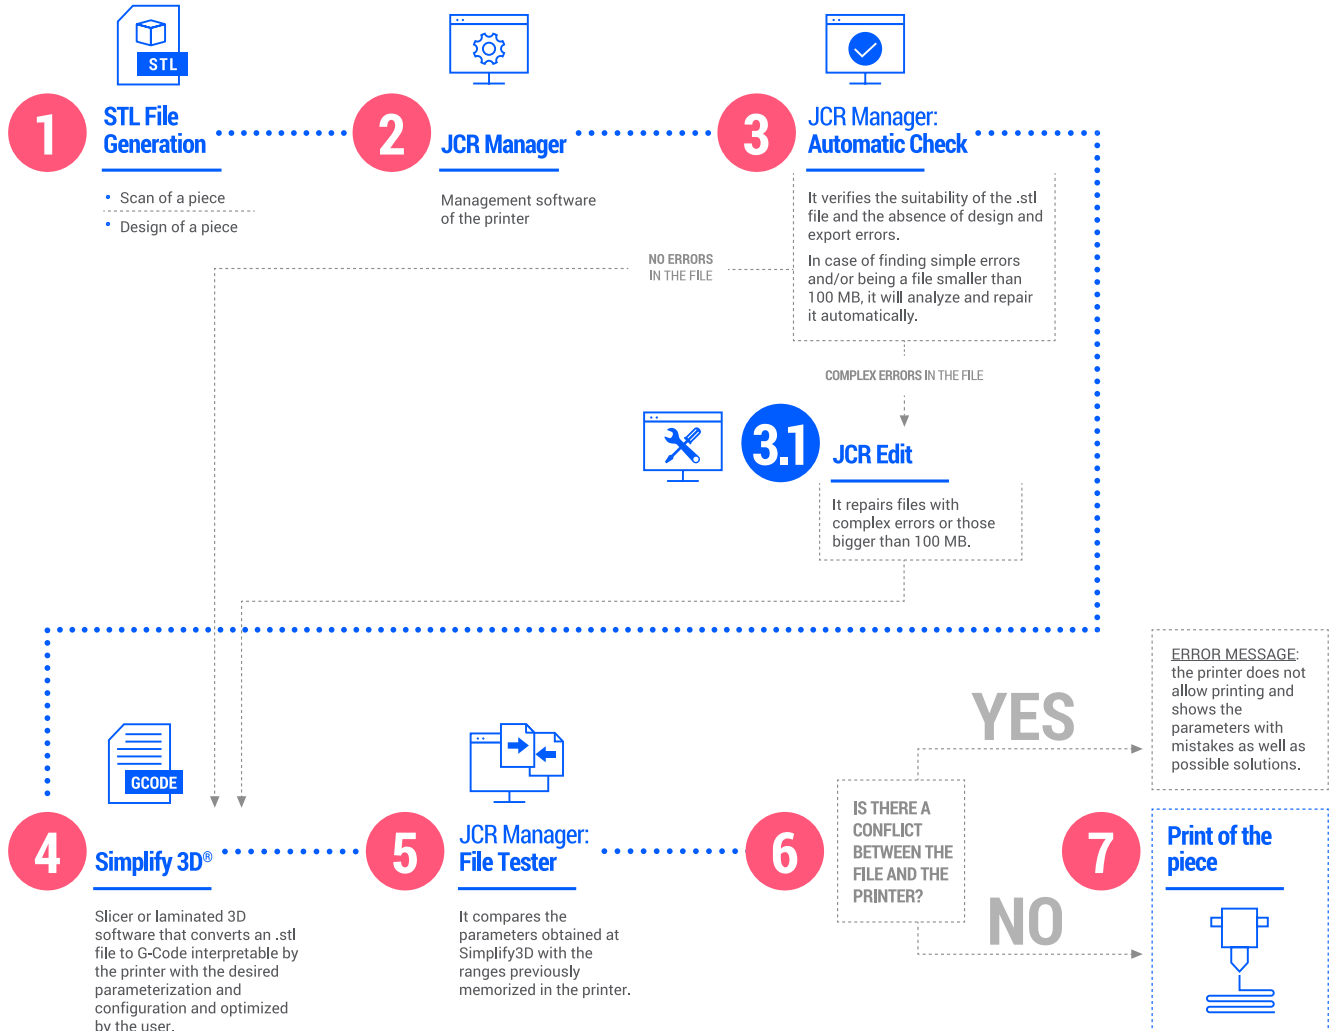 STL
1
STL File
Generation
• Scan of a piece
• Design of a piece
2
JCR Manager
Management software
of the printer
3
JCR Manager:
Automatic Check
It verifies the suitability of the .stl
file and the absence of design and
export errors.
In case of finding simple errors
and/or being a file smaller than
100 MB, it will analyze and repair
it automatically.
NO ERRORS
IN THE FILE
COMPLEX ERRORS IN THE FILE
3.1
JCR Edit
It repairs files with
complex errors or those
bigger than 100 MB.
GCODE
4
Simplify 3D®
Slicer or laminated 3D
software that converts an .stl
file to G-Code interpretable by
the printer with the desired
parameterization and
configuration and optimized
by the user.
5
JCR Manager:
File Tester
It compares the
parameters obtained at
Simplify3D with the
ranges previously
memorized in the printer.
6
IS THERE A
CONFLICT
BETWEEN THE
FILE AND THE
PRINTER?
YES
ERROR MESSAGE:
the printer does not
allow printing and
shows the
parameters with
mistakes as well as
possible solutions.
NO
7
Print of the
piece